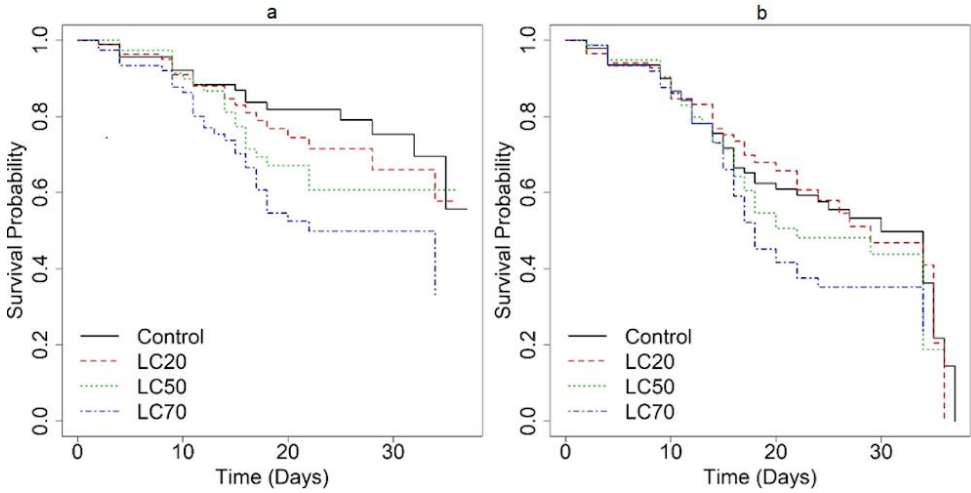 a
Survival Probability
1.0
0.8
0.6
0.4
0.2
0.0
Control
LC20
LC50
LC70
0 10 20 30
Time (Days)
b
Survival Probability
1.0
0.8
0.6
0.4
0.2
0.0
Control
LC20
LC50
LC70
0 10 20 30
Time (Days)